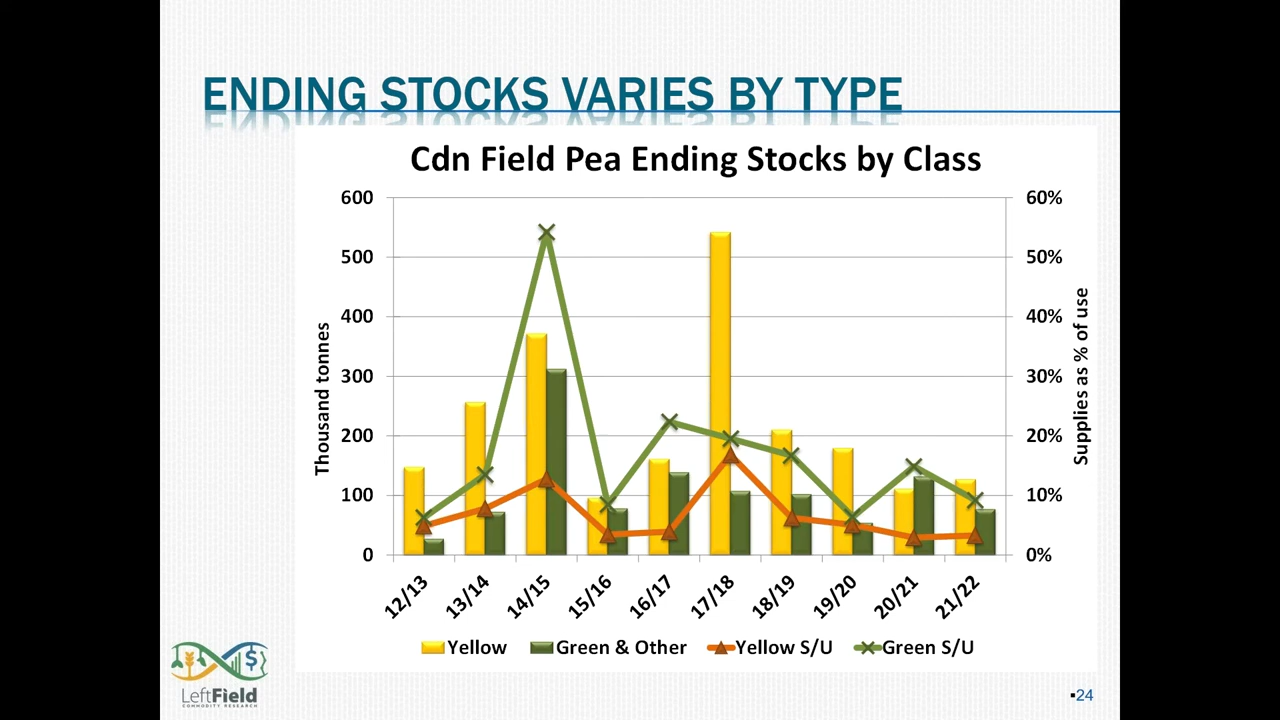 ENDING STOCKS VARIES BY TYPE
Cdn Field Pea Ending Stocks by Class
600
500
400
300
200
100
0
Thousand tonnes
60%
50%
40%
30%
20%
10%
0%
Supplies as % of use
12/13
13/14
14/15
15/16
16/17
17/18
18/19
19/20
20/21
21/22
Yellow
Green & Other
Yellow S/U
Green S/U
LeftField
COMMODITY RESEARCH
24